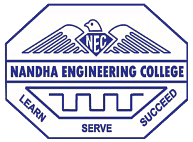 NEC
NANDHA ENGINEERING COLLEGE
LEARN
SERVE
SUCCEED